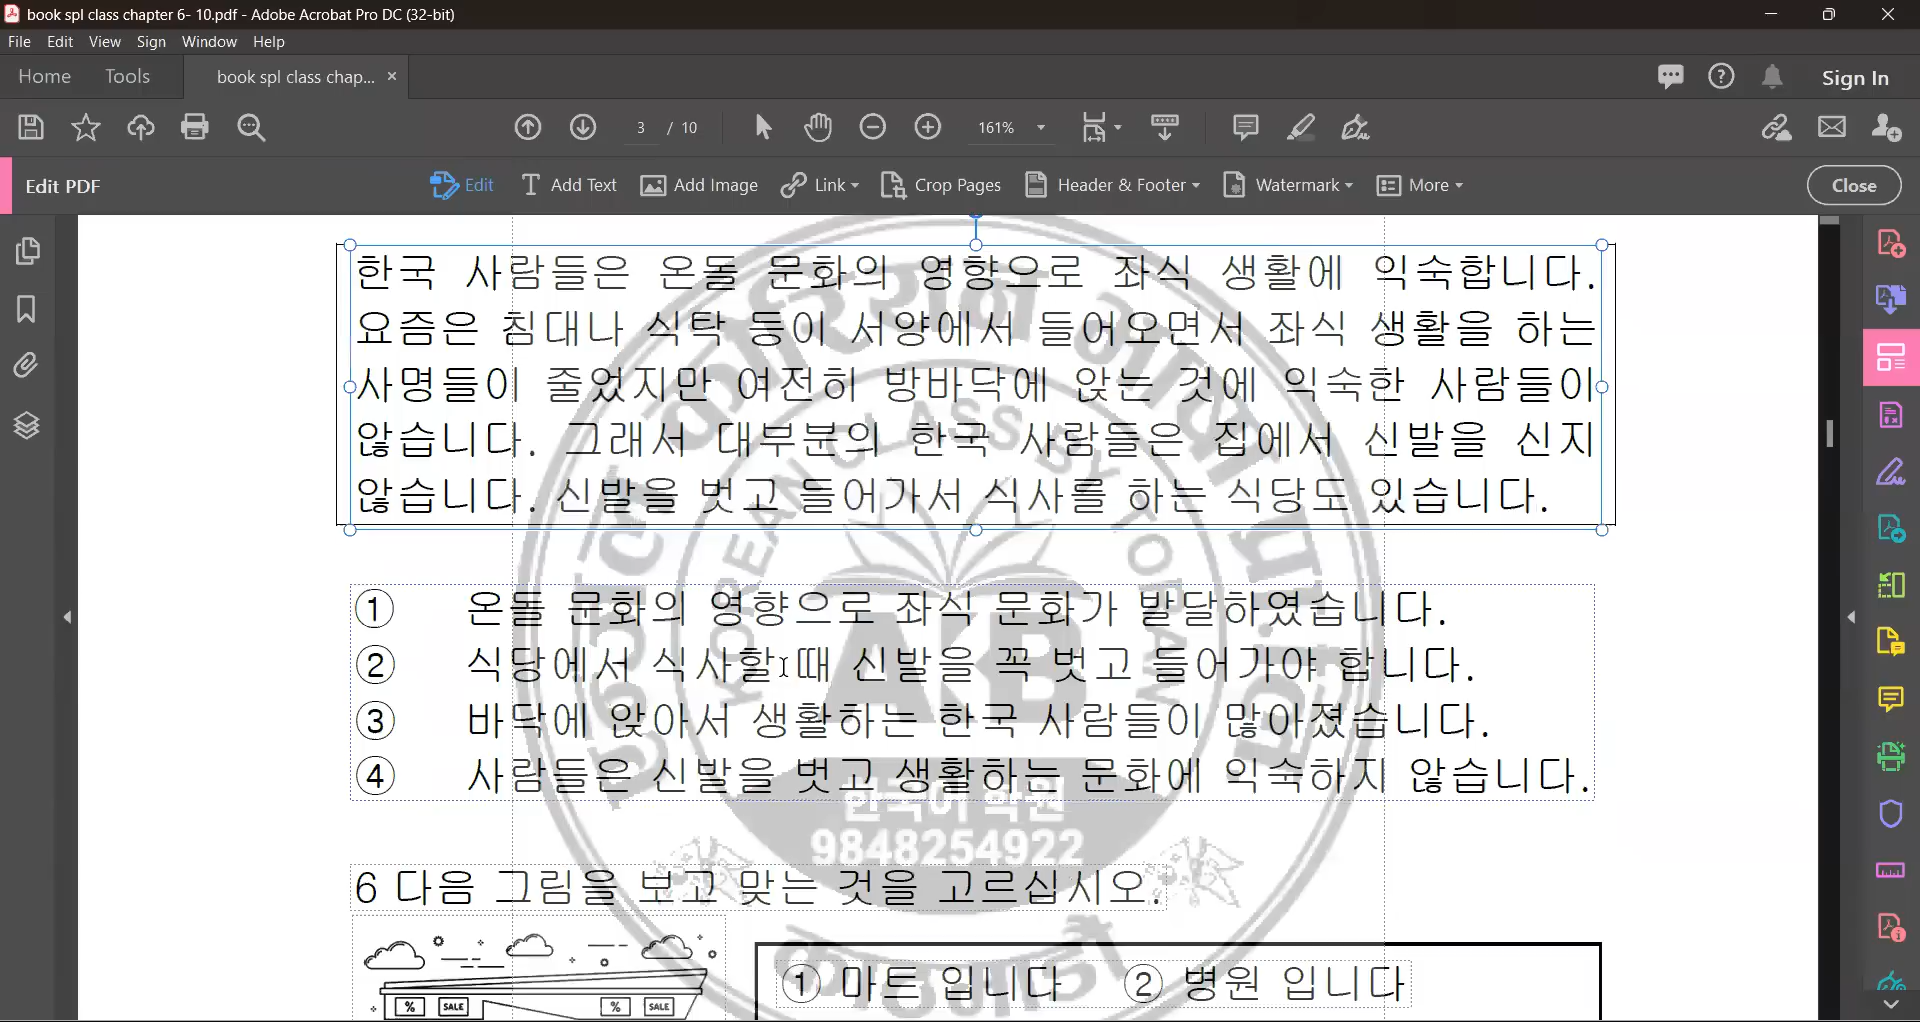 book spl class chapter 6- 10.pdf - Adobe Acrobat Pro DC (32-bit)
File Edit View Sign Window Help
Home Tools book spl class chap... × Sign In
3 / 10 161%
Edit PDF Edit Add Text Add Image Link Crop Pages Header & Footer Watermark More Close
한국 사람들은 온돌 문화의 영향으로 좌식 생활에 익숙합니다.
요즘은 침대나 식탁 등이 서양에서 들어오면서 좌식 생활을 하는
사명들이 줄었지만 여전히 방바닥에 앉는 것에 익숙한 사람들이
않습니다. 그래서 대부분의 한국 사람들은 집에서 신발을 신지
않습니다. 신발을 벗고 들어가서 식사를 하는 식당도 있습니다.
① 온돌 문화의 영향으로 좌식 문화가 발달하였습니다.
② 식당에서 식사할 때 신발을 꼭 벗고 들어가야 합니다.
③ 바닥에 앉아서 생활하는 한국 사람들이 많아졌습니다.
④ 사람들은 신발을 벗고 생활하는 문화에 익숙하지 않습니다.
KOREAN CLASS BY TORAN
AKB
한국어 학원
9848254922
6 다음 그림을 보고 맞는 것을 고르십시오.
% SALE % SALE
① 마트 입니다 ② 병원 입니다